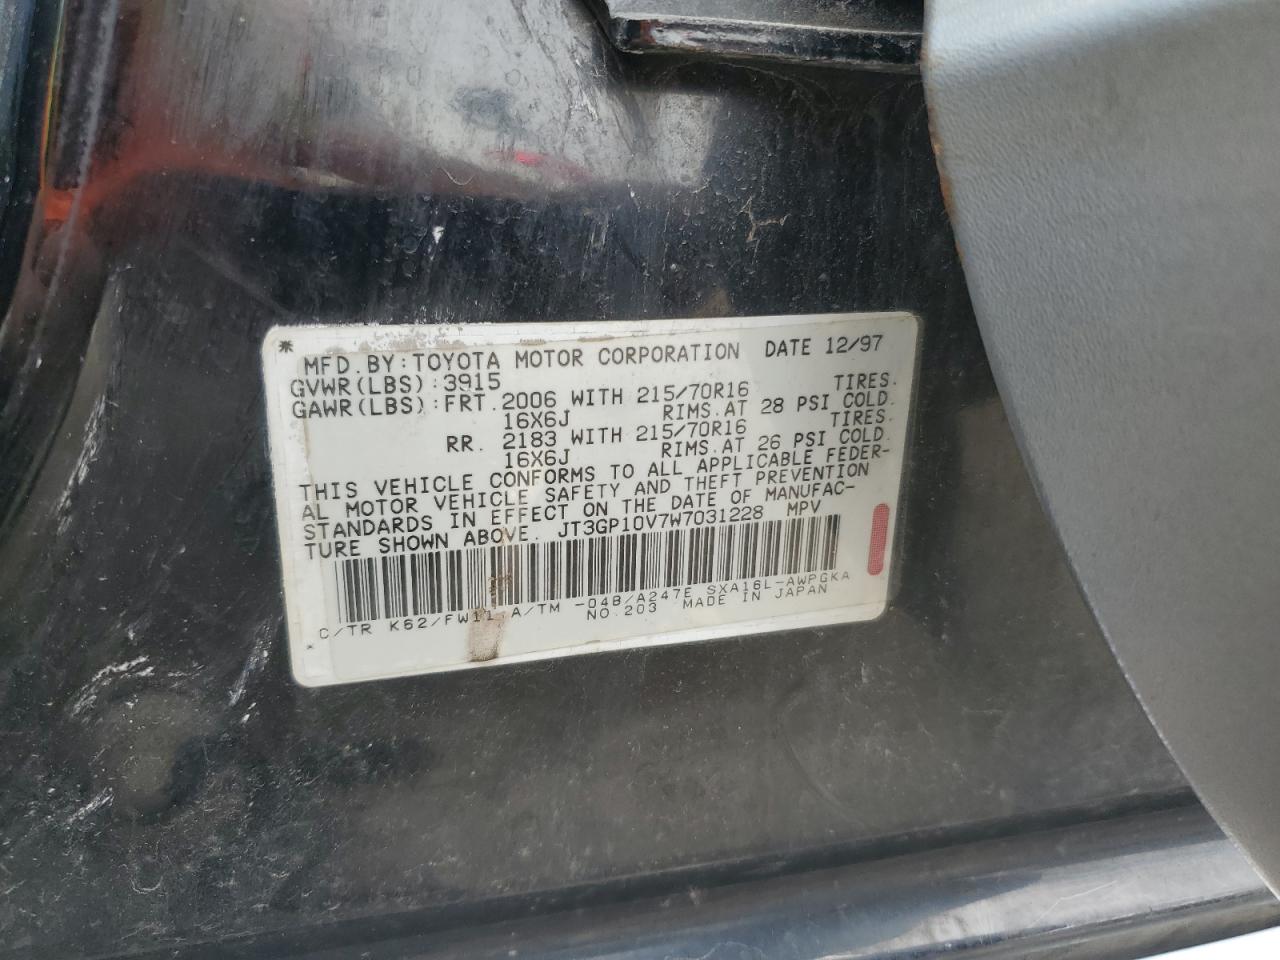 * MFD. BY: TOYOTA MOTOR CORPORATION DATE 12/97
GVWR(LBS): 3915
GAWR(LBS): FRT. 2006 WITH 215/70R16 TIRES.
16X6J RIMS. AT 28 PSI COLD.
RR. 2183 WITH 215/70R16 TIRES.
16X6J RIMS. AT 26 PSI COLD.
THIS VEHICLE CONFORMS TO ALL APPLICABLE FEDER-
AL MOTOR VEHICLE SAFETY AND THEFT PREVENTION
STANDARDS IN EFFECT ON THE DATE OF MANUFAC-
TURE SHOWN ABOVE. JT3GP10V7W7031228 MPV
C/TR K62/FW11 A/TM -04B/A247E SXA16L-AWPGKA
* NO.203 MADE IN JAPAN